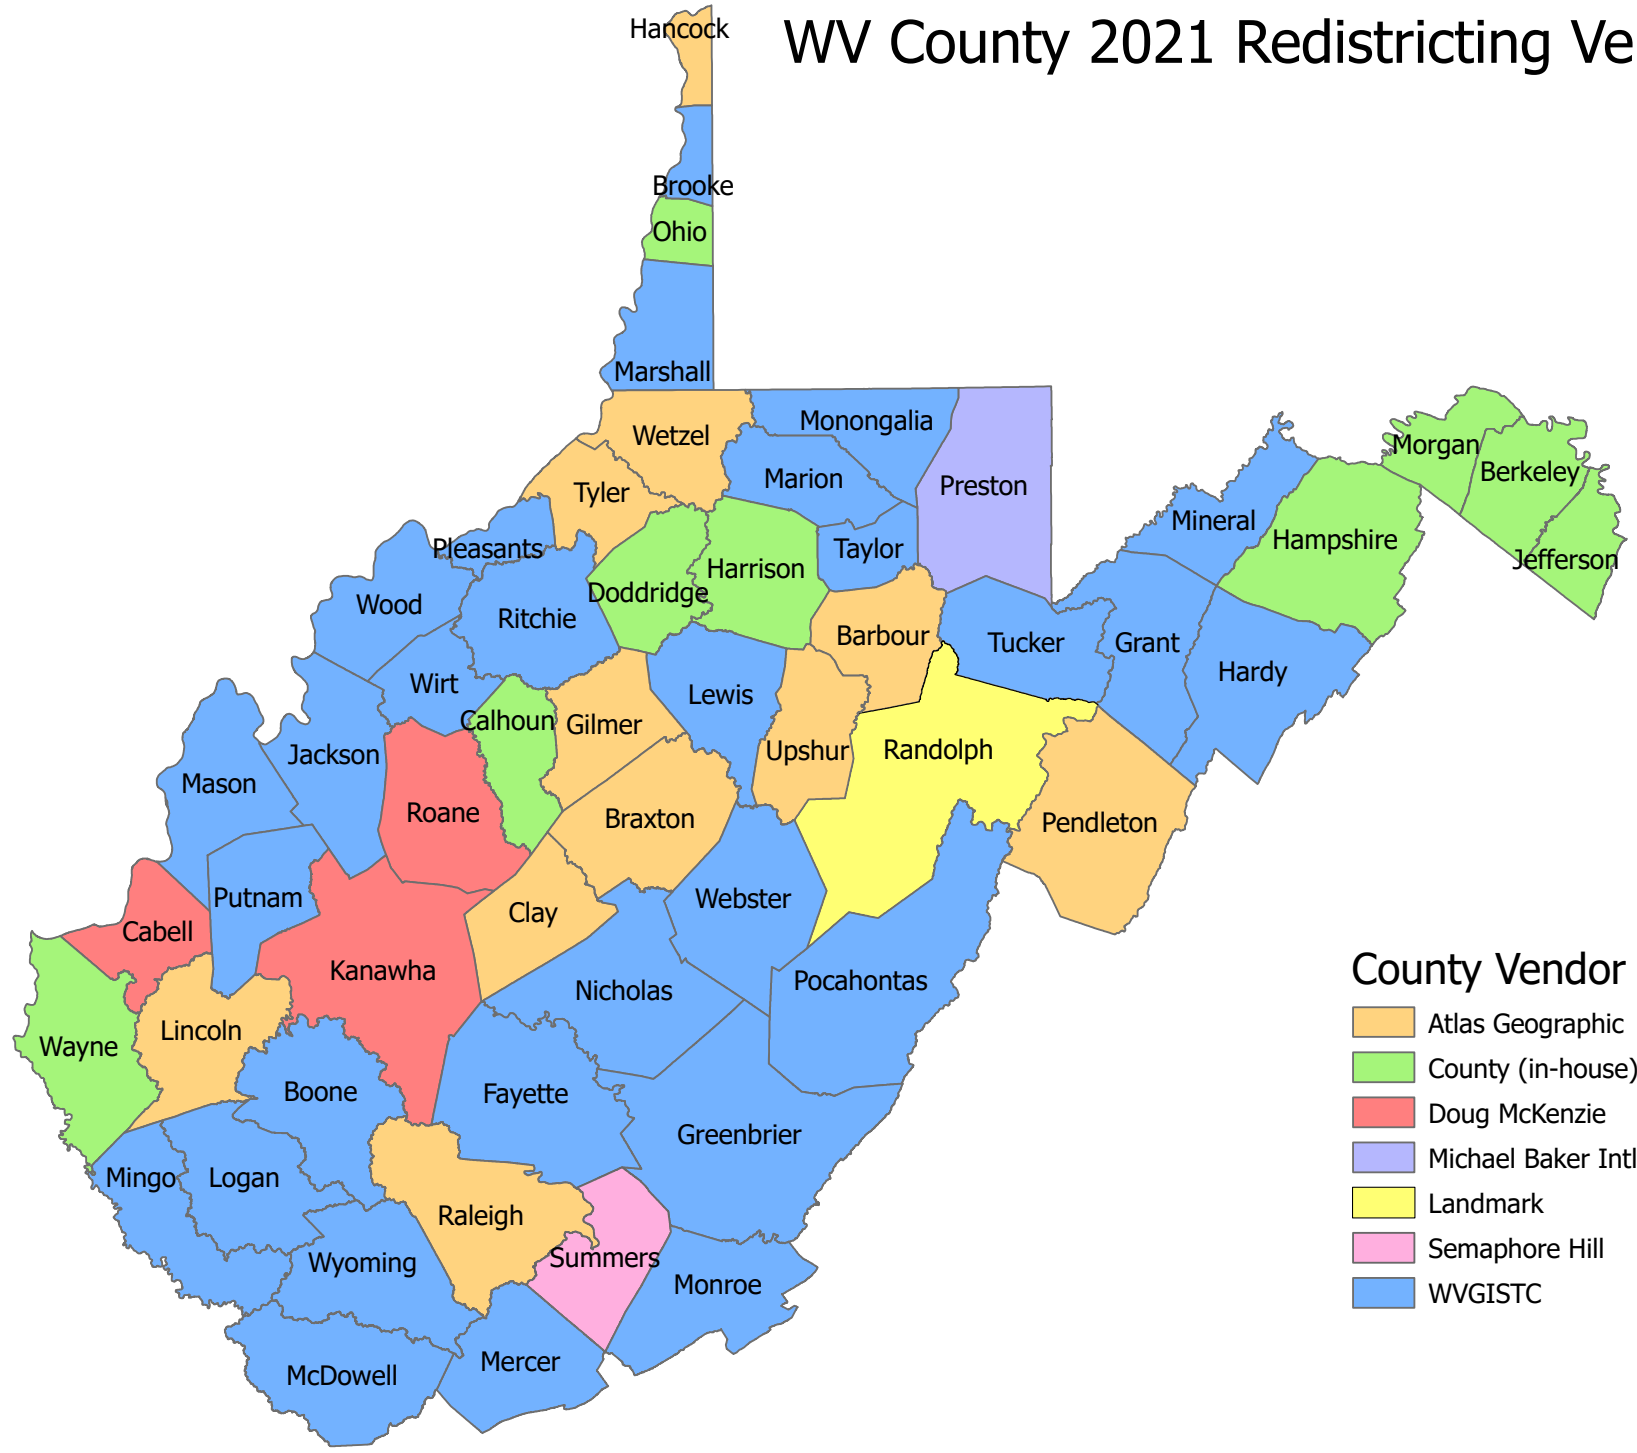 Hancock
WV County 2021 Redistricting Ve
Brooke
Ohio
Marshall
Wetzel
Monongalia
Marion
Preston
Tyler
Morgan
Berkeley
Mineral
Hampshire
Jefferson
Pleasants
Taylor
Harrison
Doddridge
Wood
Ritchie
Barbour
Tucker
Grant
Hardy
Wirt
Lewis
Calhoun
Gilmer
Jackson
Upshur
Randolph
Mason
Roane
Braxton
Pendleton
Putnam
Webster
Clay
Cabell
Kanawha
Nicholas
Pocahontas
Lincoln
Wayne
Boone
Fayette
Greenbrier
Mingo
Logan
Raleigh
Wyoming
Summers
Monroe
McDowell
Mercer
County Vendor
Atlas Geographic
County (in-house)
Doug McKenzie
Michael Baker Intl
Landmark
Semaphore Hill
WVGISTC